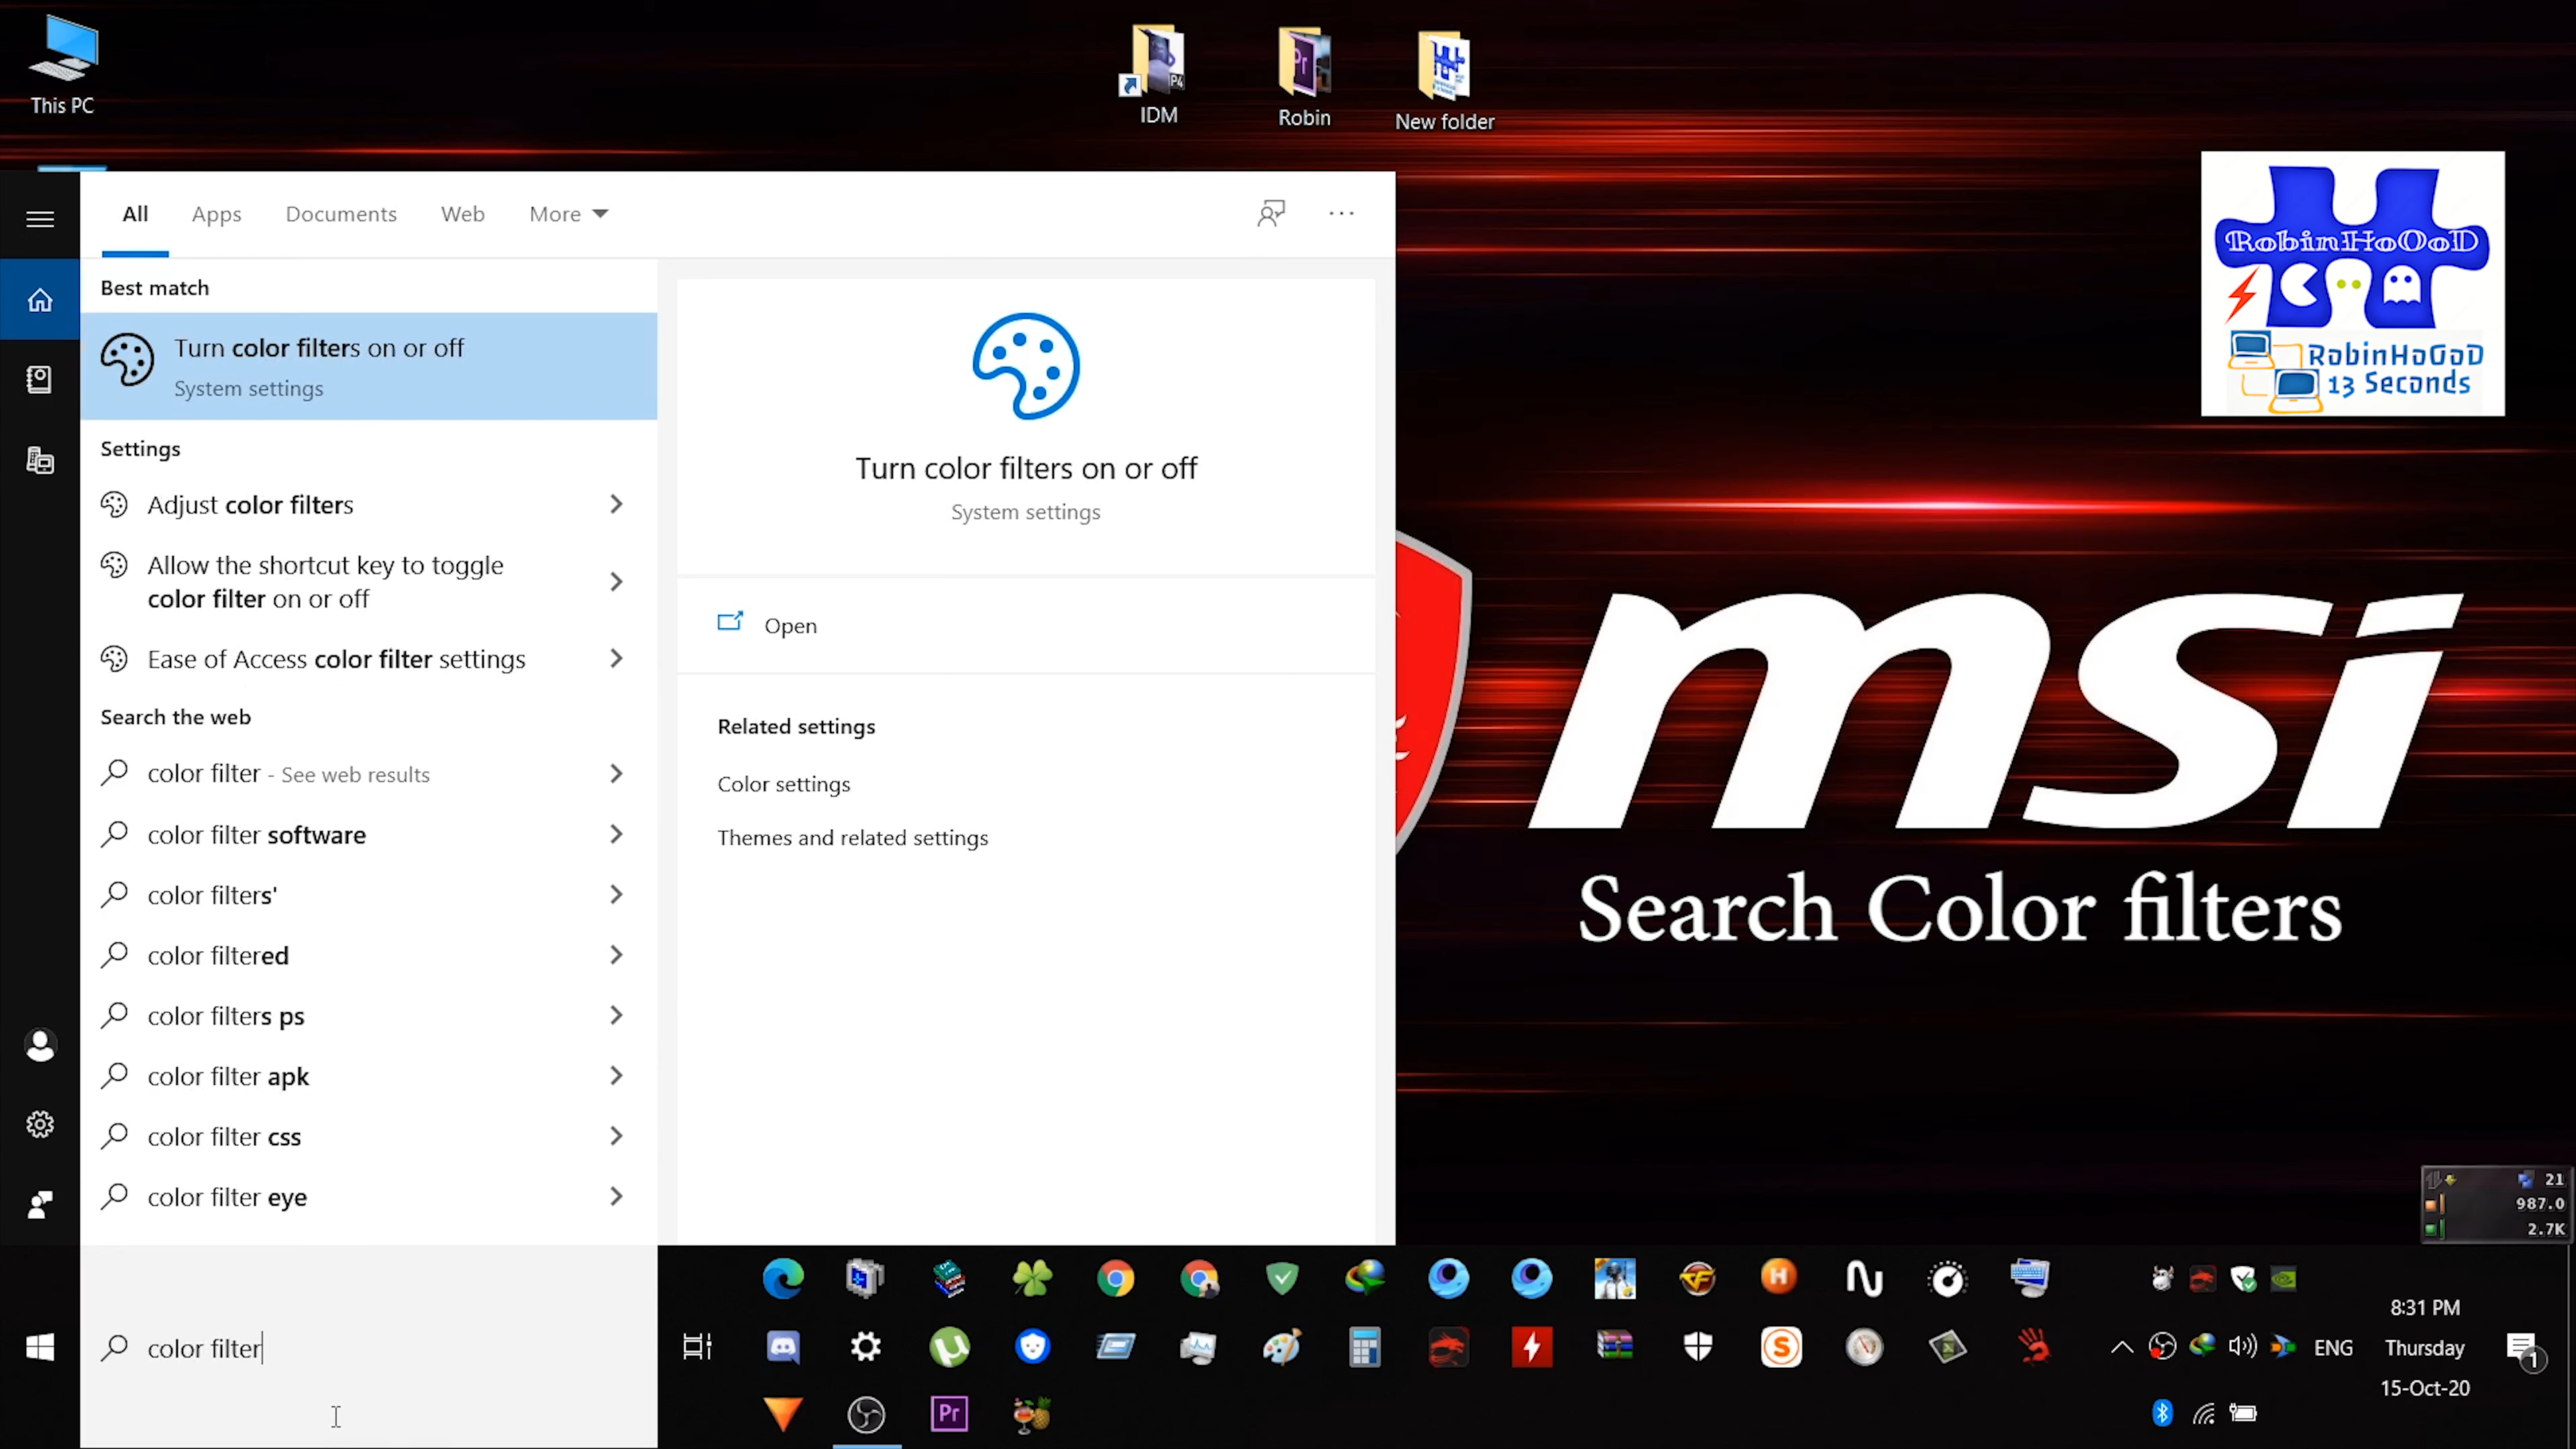 This PC
IDM
Robin
New folder
All
Apps
Documents
Web
More
Best match
Turn color filters on or off
System settings
Settings
Adjust color filters
Allow the shortcut key to toggle
color filter on or off
Ease of Access color filter settings
Search the web
color filter - See web results
color filter software
color filters'
color filtered
color filters ps
color filter apk
color filter css
color filter eye
color filter
Turn color filters on or off
System settings
Open
Related settings
Color settings
Themes and related settings
RobinHoOoD
RobinHoOoD
13 Seconds
msi
Search Color filters
21
987.0
2.7K
8:31 PM
ENG
Thursday
1
15-Oct-20
Pr